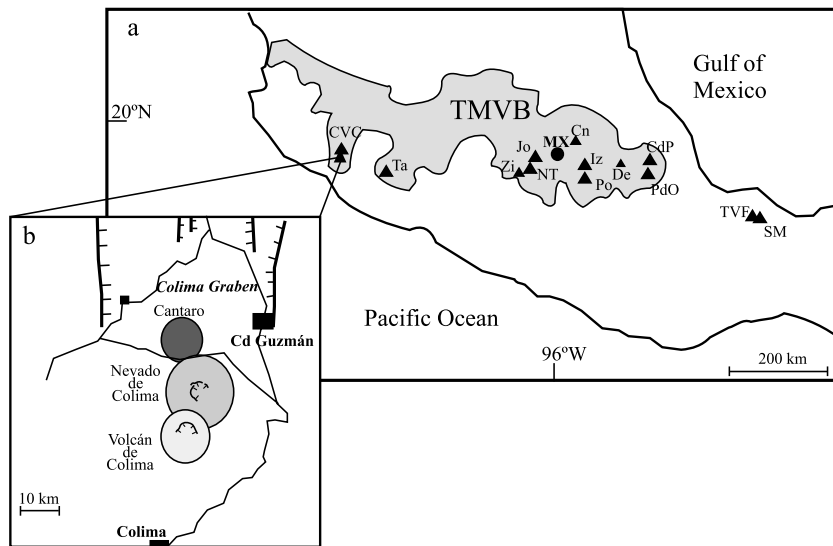 a
Gulf of
Mexico
20ºN
TMVB
CVC
Cn
MX
Jo
CdP
Ta
Zi
NT
Iz
De
Po
PdO
TVF
SM
b
Colima Graben
Cantaro
Cd Guzmán
Pacific Ocean
96ºW
200 km
Nevado
de
Colima
Volcán
de
Colima
10 km
Colima